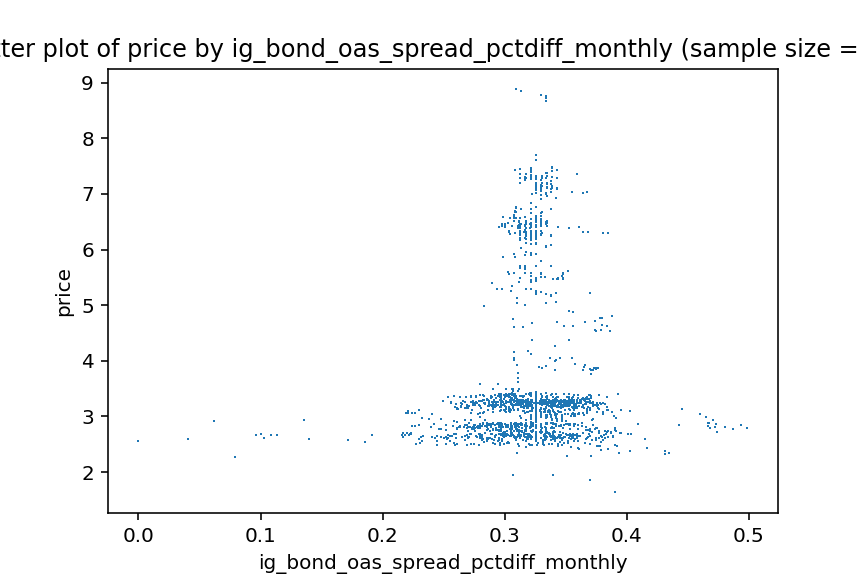 plot of price by ig_bond_oas_spread_pctdiff_monthly (sample size =
9
8
7
6
5
4
3
2
price
0.0 0.1 0.2 0.3 0.4 0.5
ig_bond_oas_spread_pctdiff_monthly